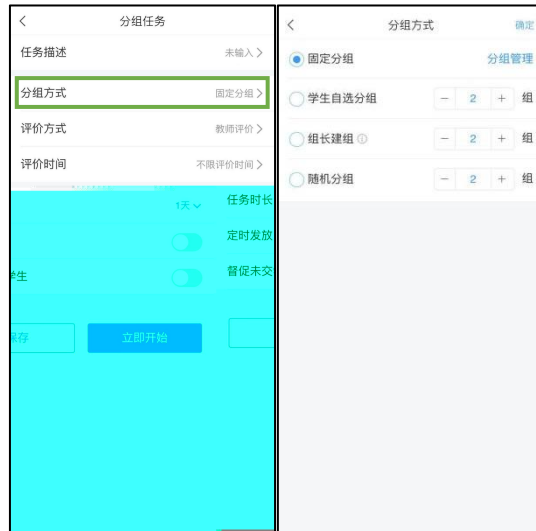 分组任务
任务描述 未输入
分组方式 固定分组
评价方式 教师评价
评价时间 不限评价时间
1天 任务时长
定时发放
学生 督促未交
保存 立即开始
分组方式 确定
固定分组 分组管理
学生自选分组 － 2 + 组
组长建组 － 2 + 组
随机分组 － 2 + 组